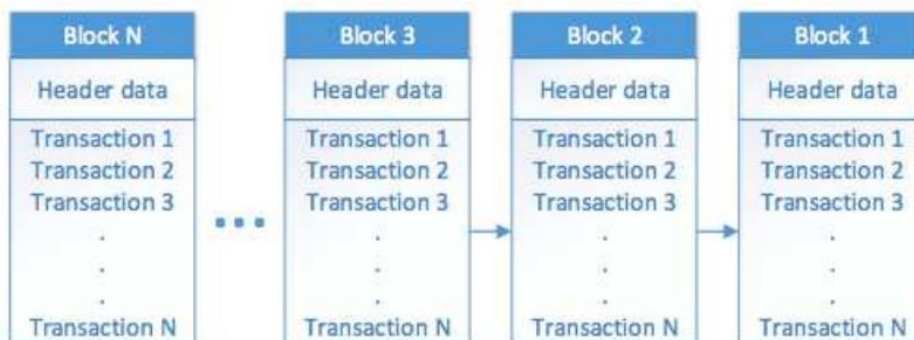 Block N
Header data
Transaction 1
Transaction 2
Transaction 3
.
.
.
Transaction N
...
Block 3
Header data
Transaction 1
Transaction 2
Transaction 3
.
.
.
Transaction N
Block 2
Header data
Transaction 1
Transaction 2
Transaction 3
.
.
.
Transaction N
Block 1
Header data
Transaction 1
Transaction 2
Transaction 3
.
.
.
Transaction N